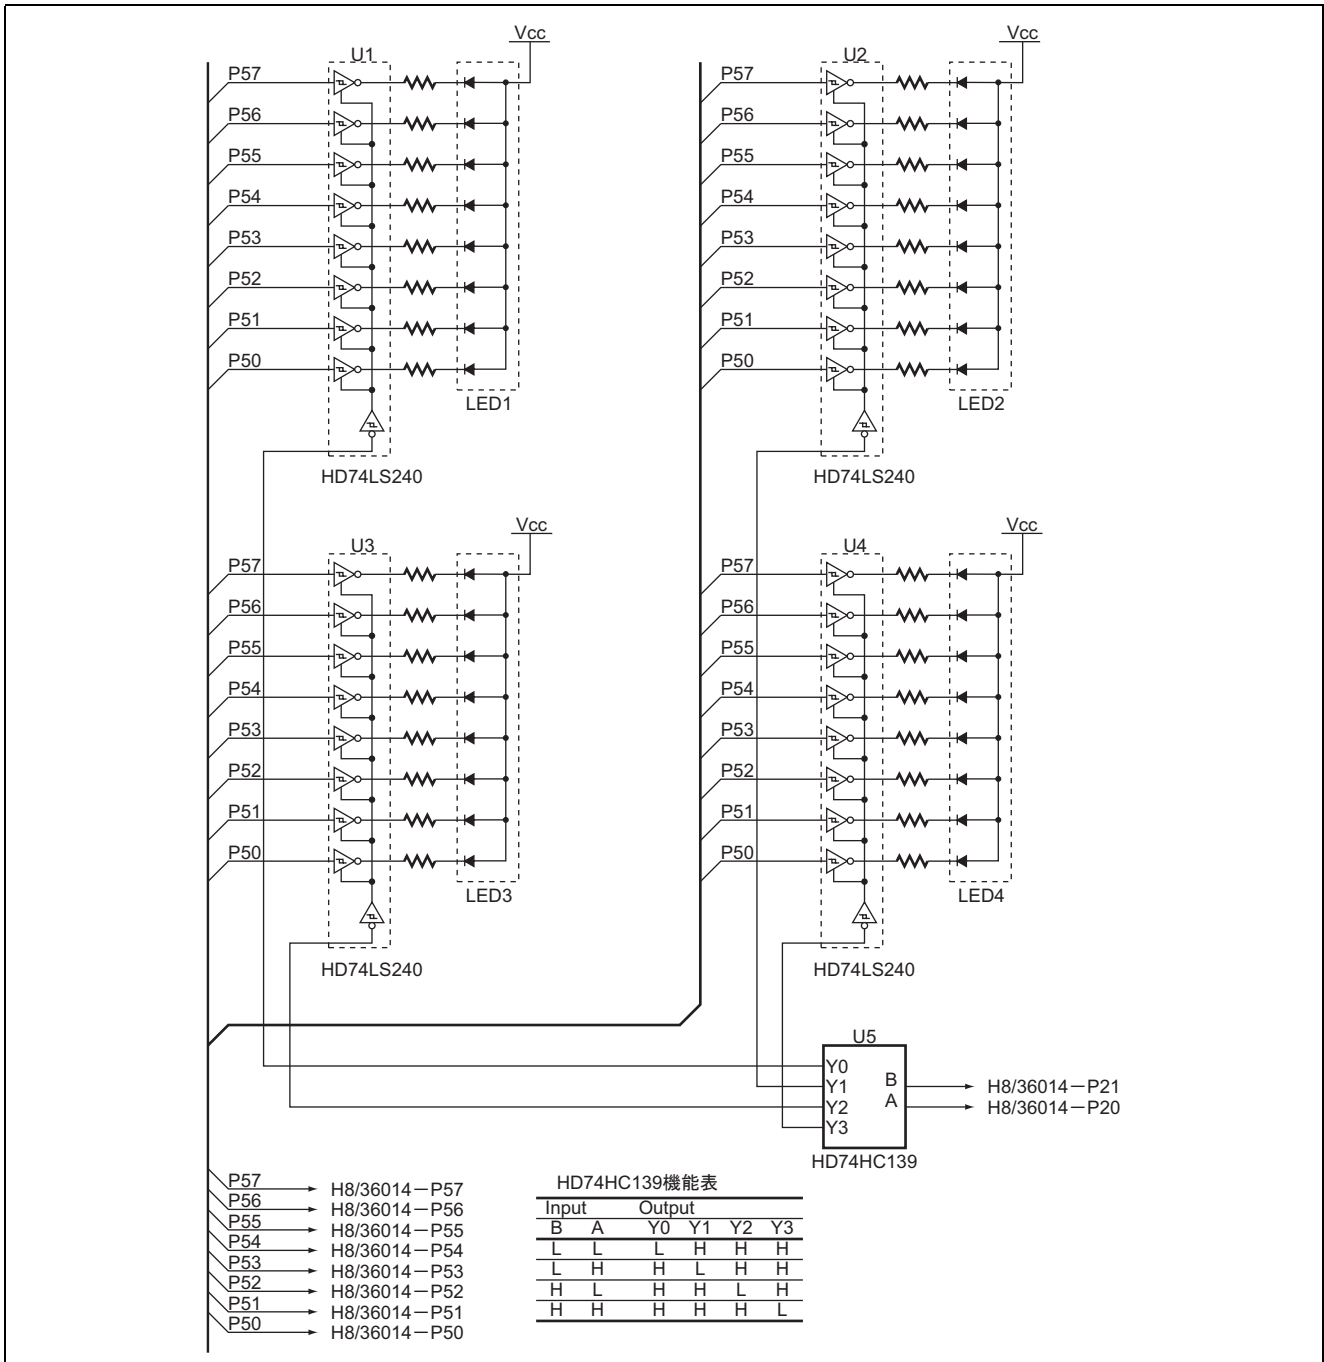 Vcc
U1
P57
P56
P55
P54
P53
P52
P51
P50
LED1
HD74LS240
Vcc
U2
P57
P56
P55
P54
P53
P52
P51
P50
LED2
HD74LS240
Vcc
U3
P57
P56
P55
P54
P53
P52
P51
P50
LED3
HD74LS240
Vcc
U4
P57
P56
P55
P54
P53
P52
P51
P50
LED4
HD74LS240
U5
Y0
Y1 B H8/36014－P21
Y2 A H8/36014－P20
Y3
HD74HC139
P57 H8/36014－P57
P56 H8/36014－P56
P55 H8/36014－P55
P54 H8/36014－P54
P53 H8/36014－P53
P52 H8/36014－P52
P51 H8/36014－P51
P50 H8/36014－P50
HD74HC139機能表
Input Output
B A Y0 Y1 Y2 Y3
L L L H H H
L H H L H H
H L H H L H
H H H H H L